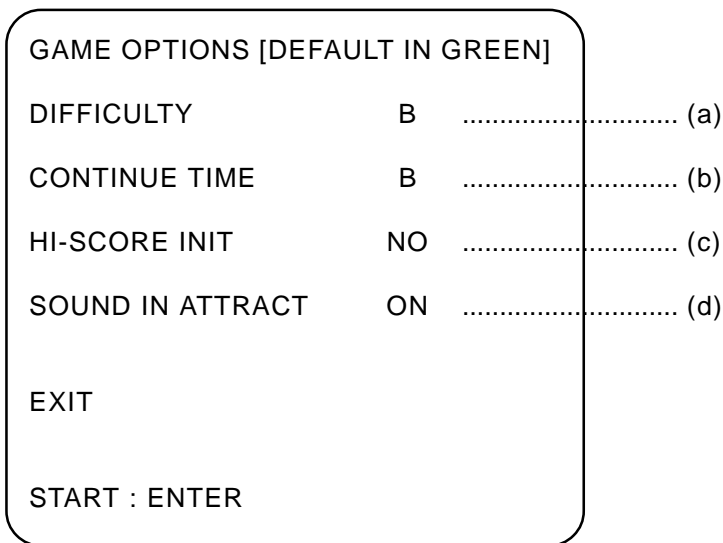 GAME OPTIONS [DEFAULT IN GREEN]
DIFFICULTY B ............................. (a)
CONTINUE TIME B ............................. (b)
HI-SCORE INIT NO ............................. (c)
SOUND IN ATTRACT ON ............................. (d)
EXIT
START : ENTER